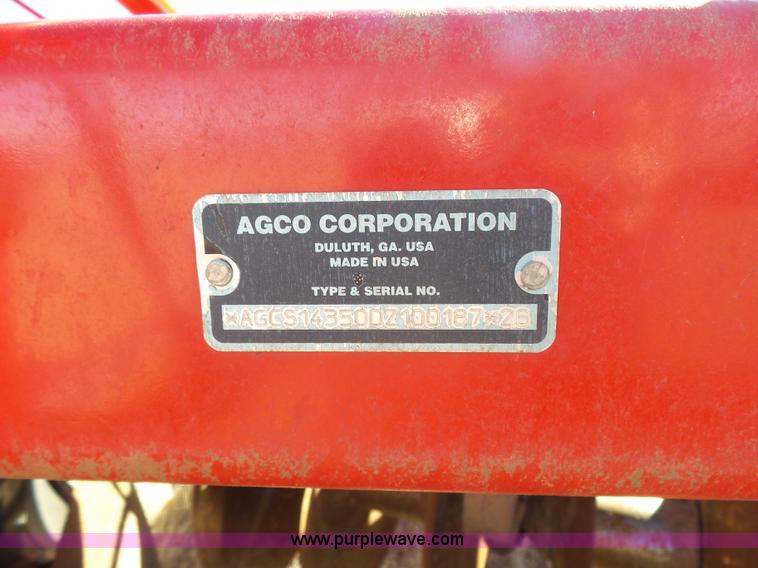 AGCO CORPORATION
DULUTH, GA. USA
MADE IN USA
TYPE & SERIAL NO.
*AGCS14350DZ100187*26
www.purplewave.com